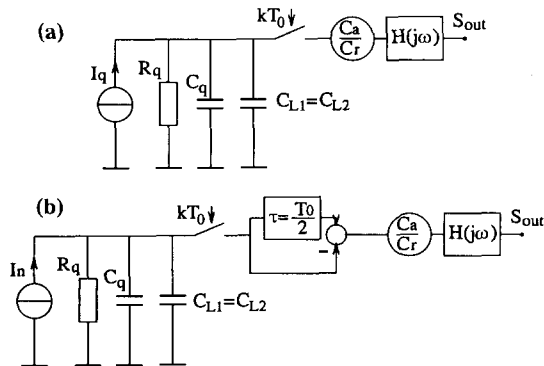 (a)
kT0
Ca
Cr
H(jω)
Sout
Iq
Rq
Cq
CL1=CL2
(b)
kT0
τ= T0
2
-
Ca
Cr
H(jω)
Sout
In
Rq
Cq
CL1=CL2